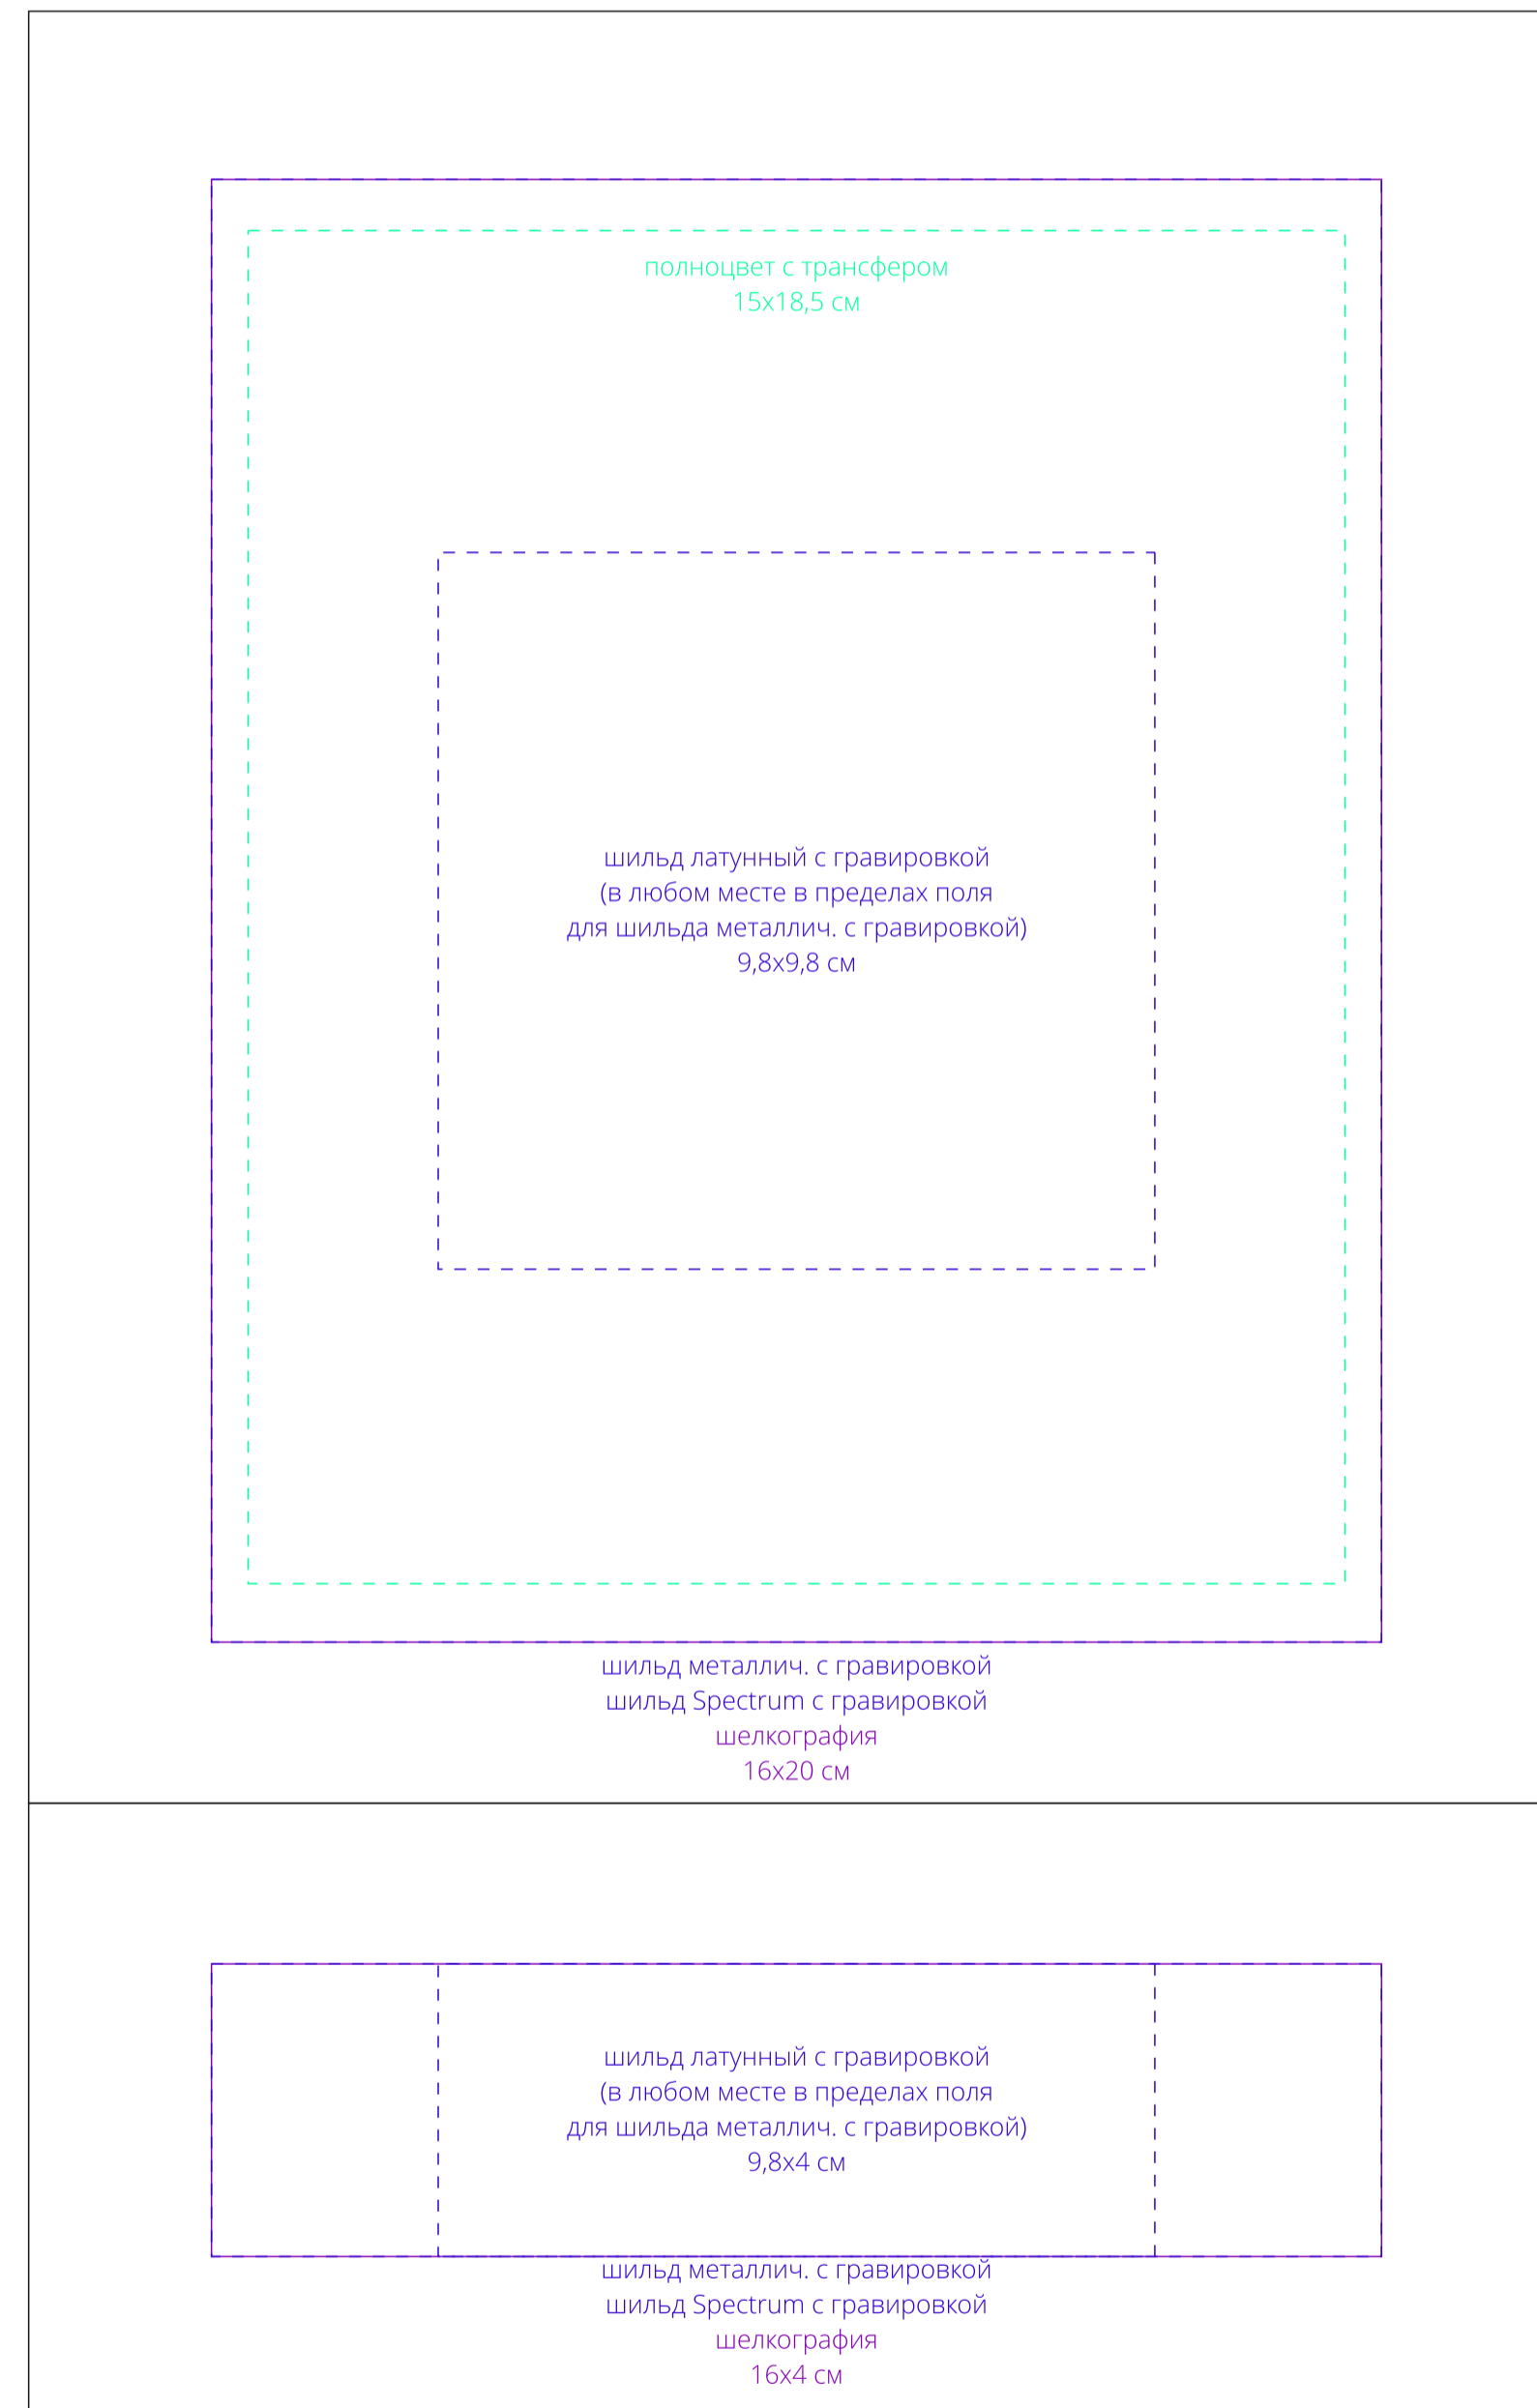 полноцвет с трансфером
15х18,5 см
шильд латунный с гравировкой
(в любом месте в пределах поля
для шильда металлич. с гравировкой)
9,8х9,8 см
шильд металлич. с гравировкой
шильд Spectrum с гравировкой
шелкография
16х20 см
шильд латунный с гравировкой
(в любом месте в пределах поля
для шильда металлич. с гравировкой)
9,8х4 см
шильд металлич. с гравировкой
шильд Spectrum с гравировкой
шелкография
16х4 см